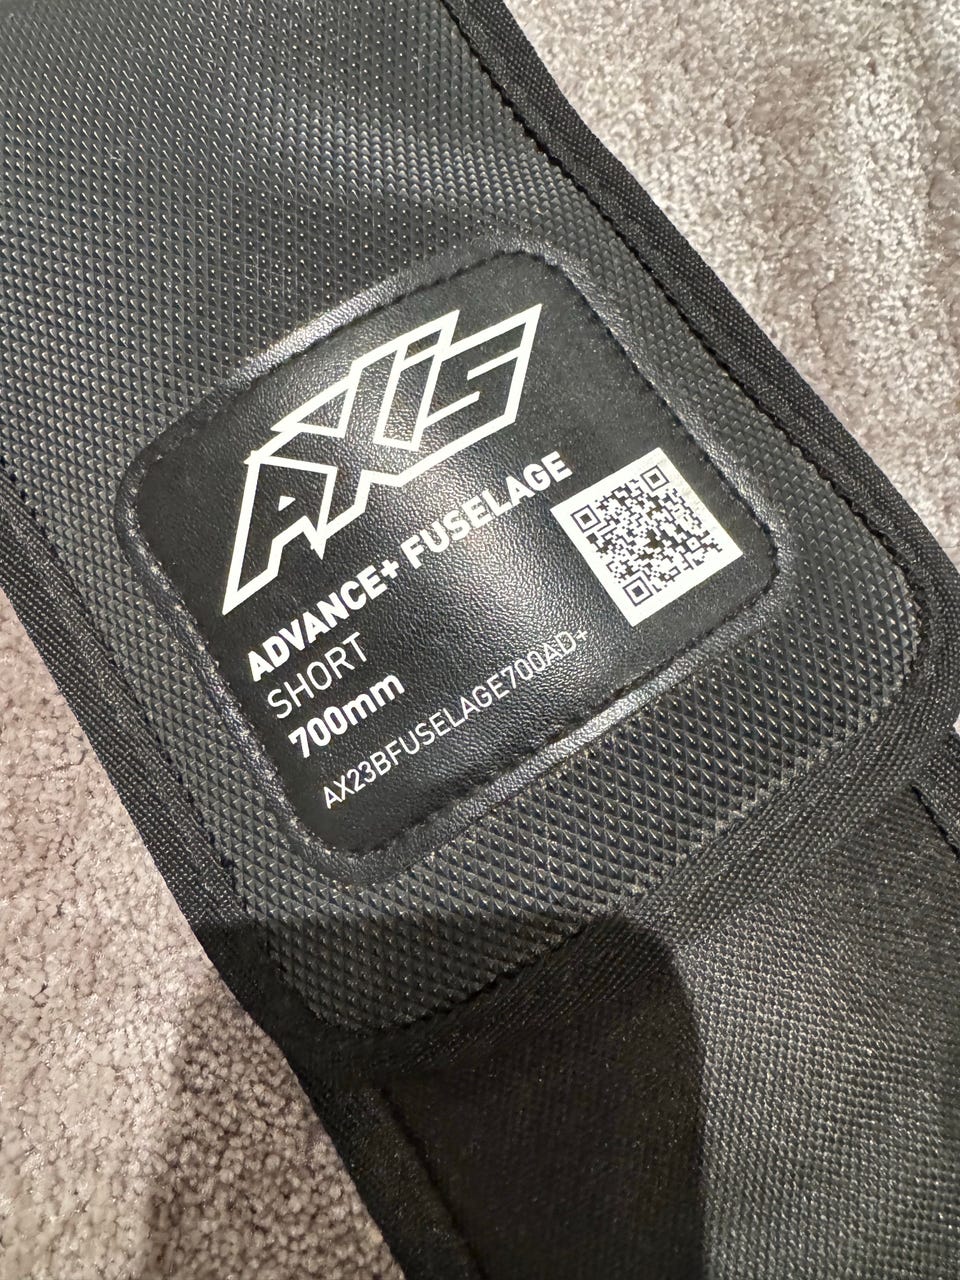 AXIS
ADVANCE+ FUSELAGE
SHORT
700mm
AX23BFUSELAGE700AD+